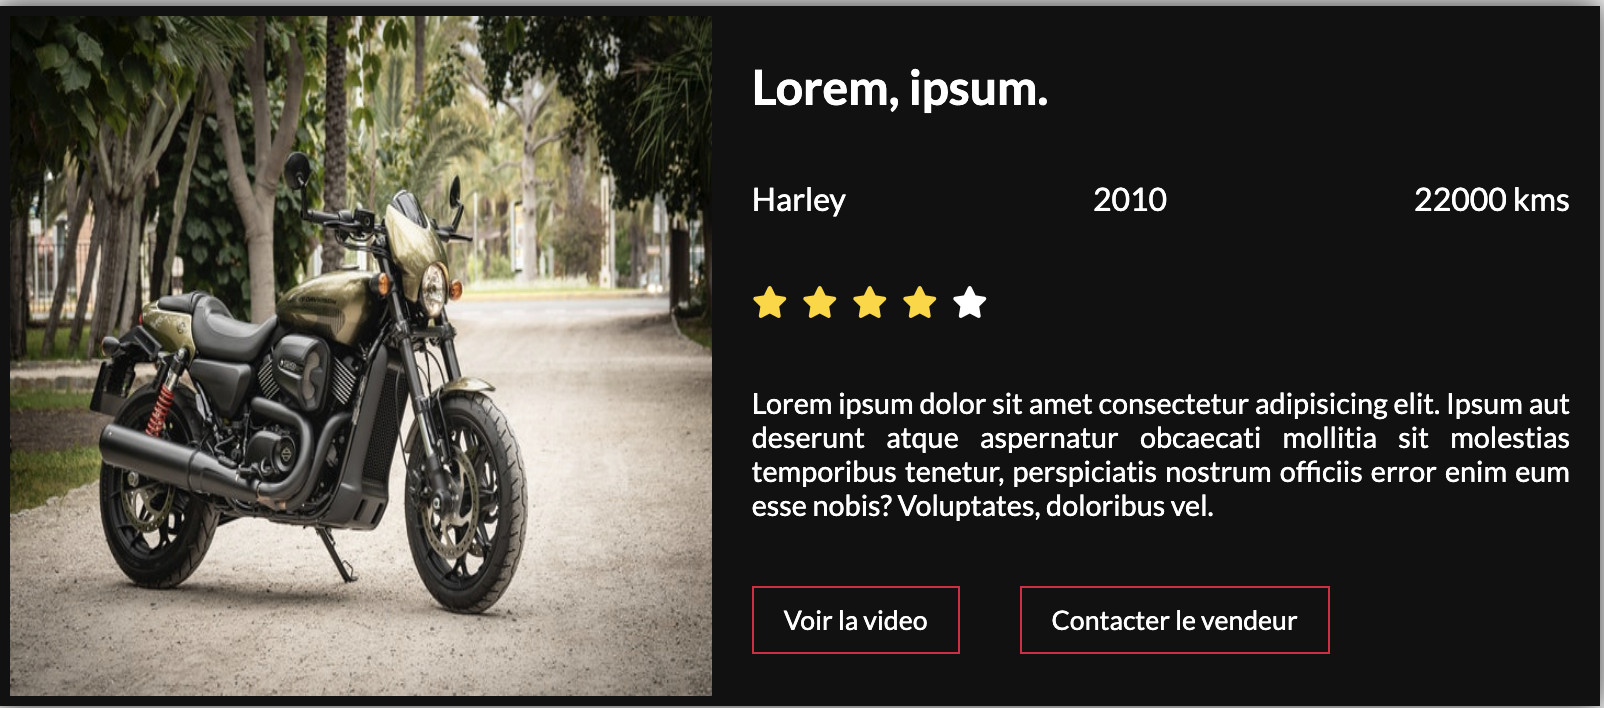 Lorem, ipsum.
Harley 2010 22000 kms
Lorem ipsum dolor sit amet consectetur adipisicing elit. Ipsum aut
deserunt atque aspernatur obcaecati mollitia sit molestias
temporibus tenetur, perspiciatis nostrum officiis error enim eum
esse nobis? Voluptates, doloribus vel.
Voir la video Contacter le vendeur